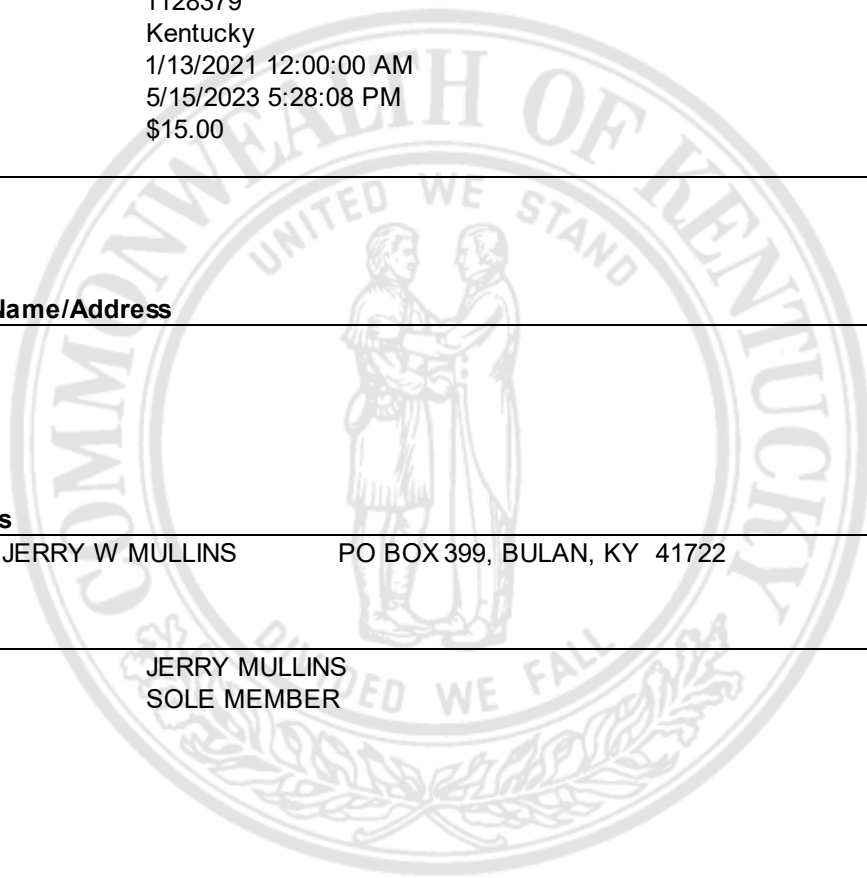 1128379
Kentucky
1/13/2021 12:00:00 AM
5/15/2023 5:28:08 PM
$15.00
COMMONWEALTH OF KENTUCKY
UNITED WE STAND
Name/Address
s
JERRY W MULLINS PO BOX 399, BULAN, KY 41722
DIVIDED WE FALL
JERRY MULLINS
SOLE MEMBER